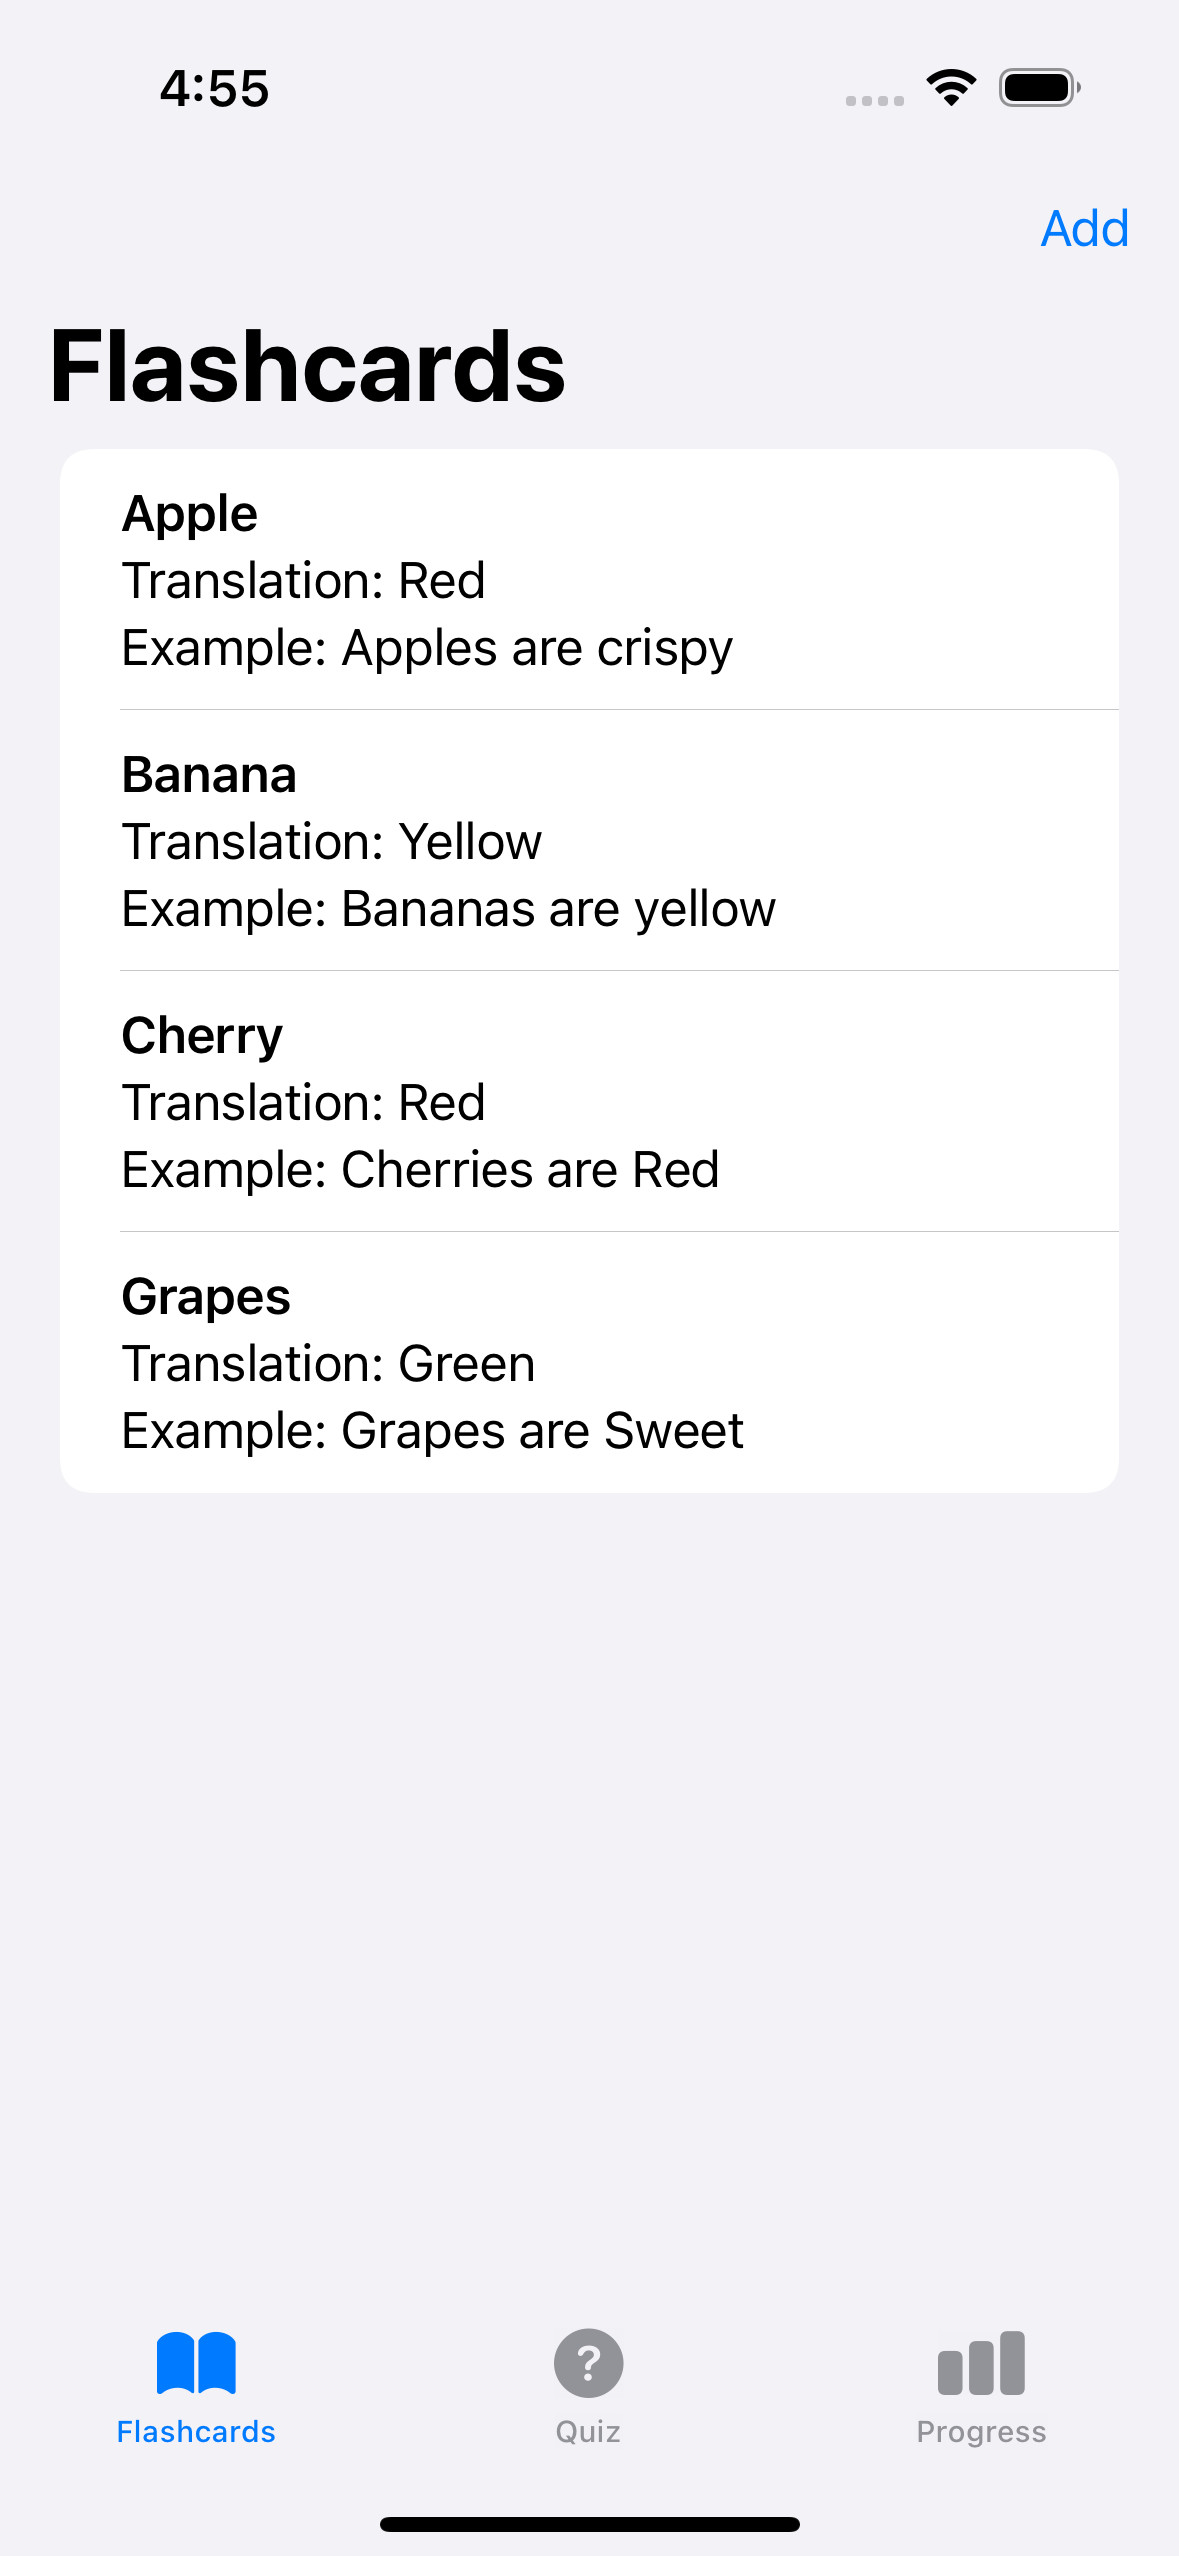 4:55
Add
Flashcards
Apple
Translation: Red
Example: Apples are crispy
Banana
Translation: Yellow
Example: Bananas are yellow
Cherry
Translation: Red
Example: Cherries are Red
Grapes
Translation: Green
Example: Grapes are Sweet
?
Flashcards
Quiz
Progress